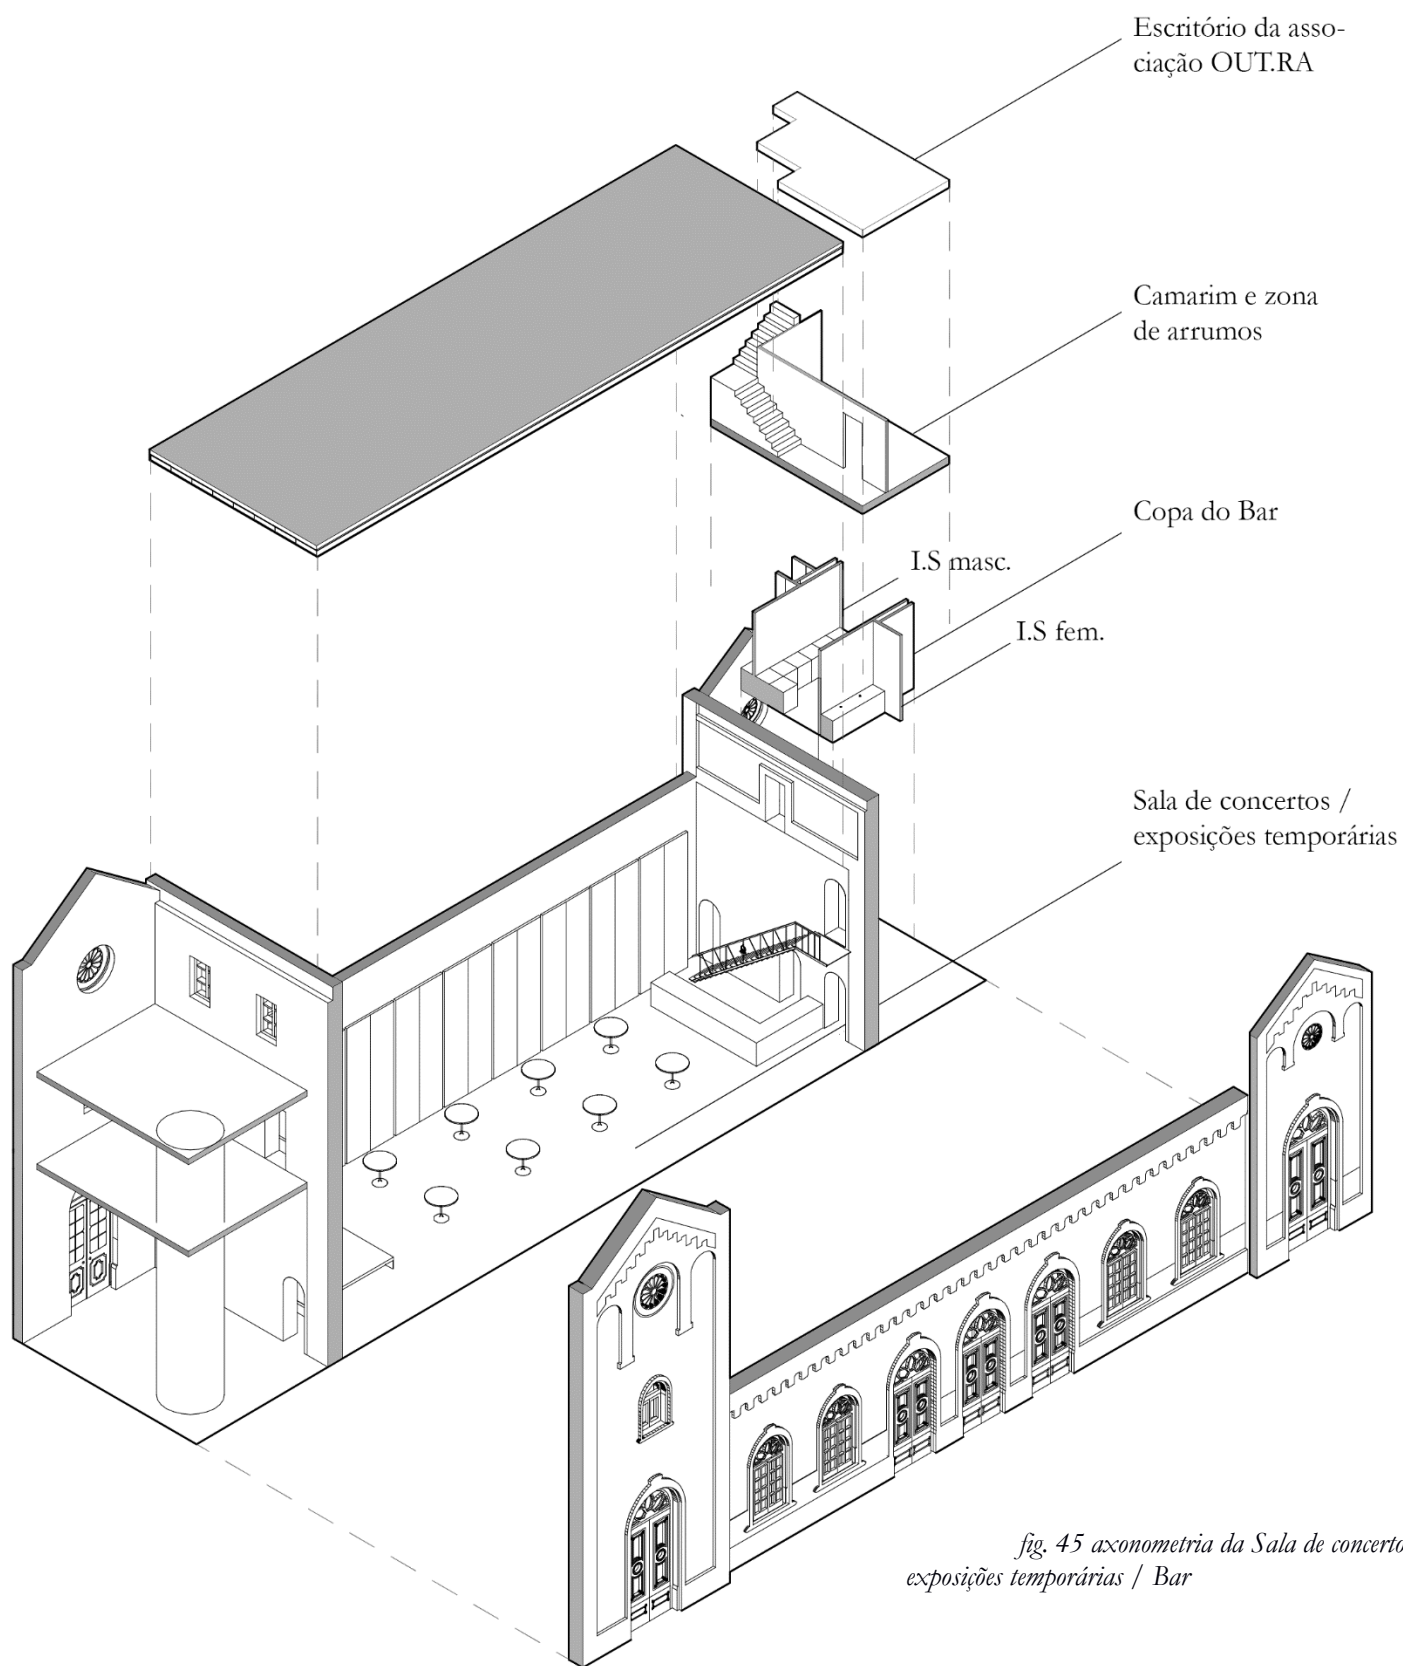 Escritório da asso-
ciação OUT.RA
Camarim e zona
de arrumos
Copa do Bar
I.S masc.
I.S fem.
Sala de concertos /
exposições temporárias
fig. 45 axonometria da Sala de concerto
exposições temporárias / Bar